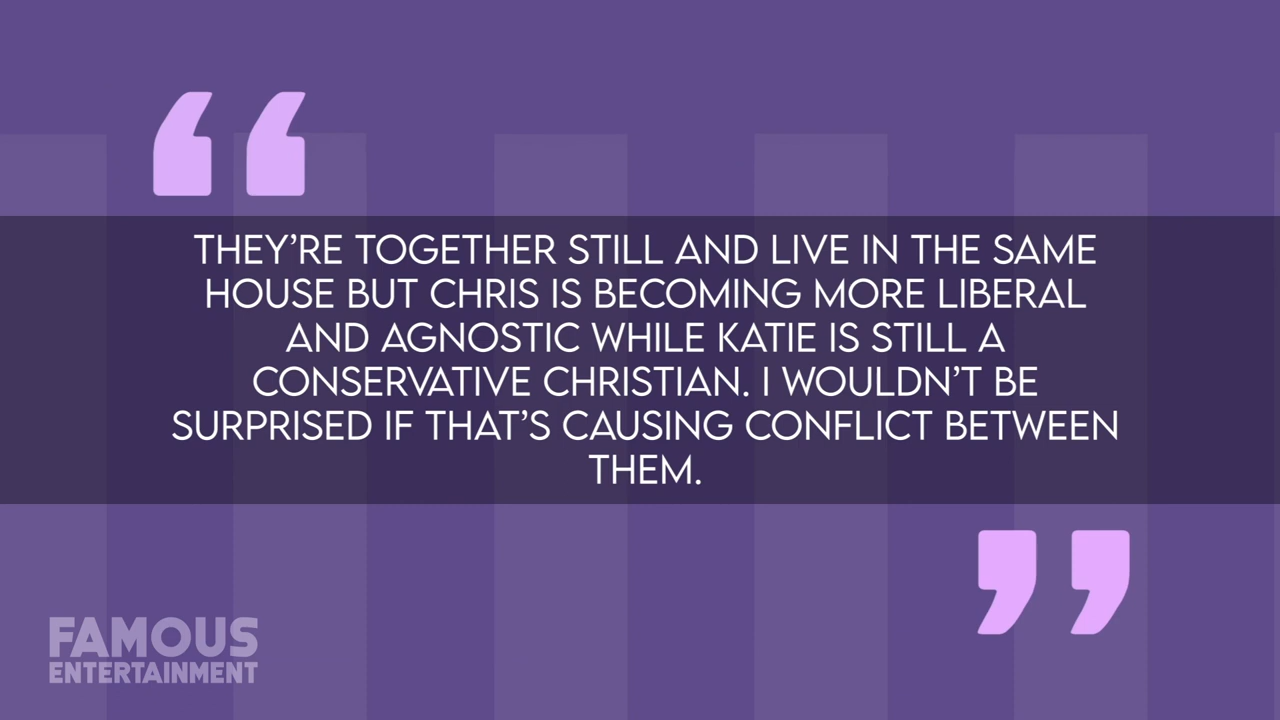 THEY’RE TOGETHER STILL AND LIVE IN THE SAME
HOUSE BUT CHRIS IS BECOMING MORE LIBERAL
AND AGNOSTIC WHILE KATIE IS STILL A
CONSERVATIVE CHRISTIAN. I WOULDN’T BE
SURPRISED IF THAT’S CAUSING CONFLICT BETWEEN
THEM.
FAMOUS
ENTERTAINMENT